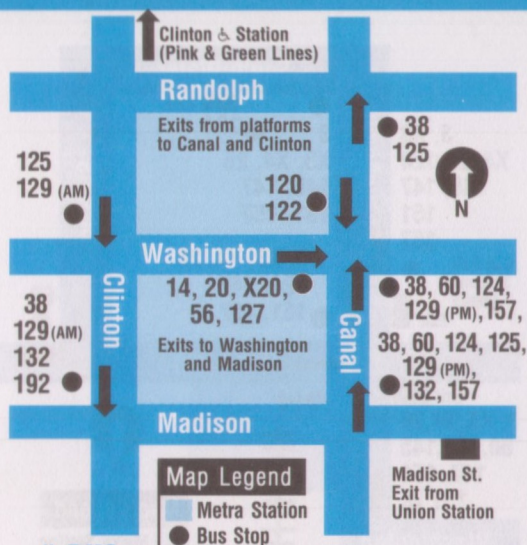 Clinton ♿ Station
(Pink & Green Lines)
Randolph
Exits from platforms
to Canal and Clinton
38
125
125
129 (AM)
120
122
N
Washington
Clinton
Canal
14, 20, X20,
56, 127
38, 60, 124,
129 (PM), 157,
38
129 (AM)
132
192
Exits to Washington
and Madison
38, 60, 124, 125,
129 (PM),
132, 157
Madison
Map Legend
Metra Station
Bus Stop
Madison St.
Exit from
Union Station